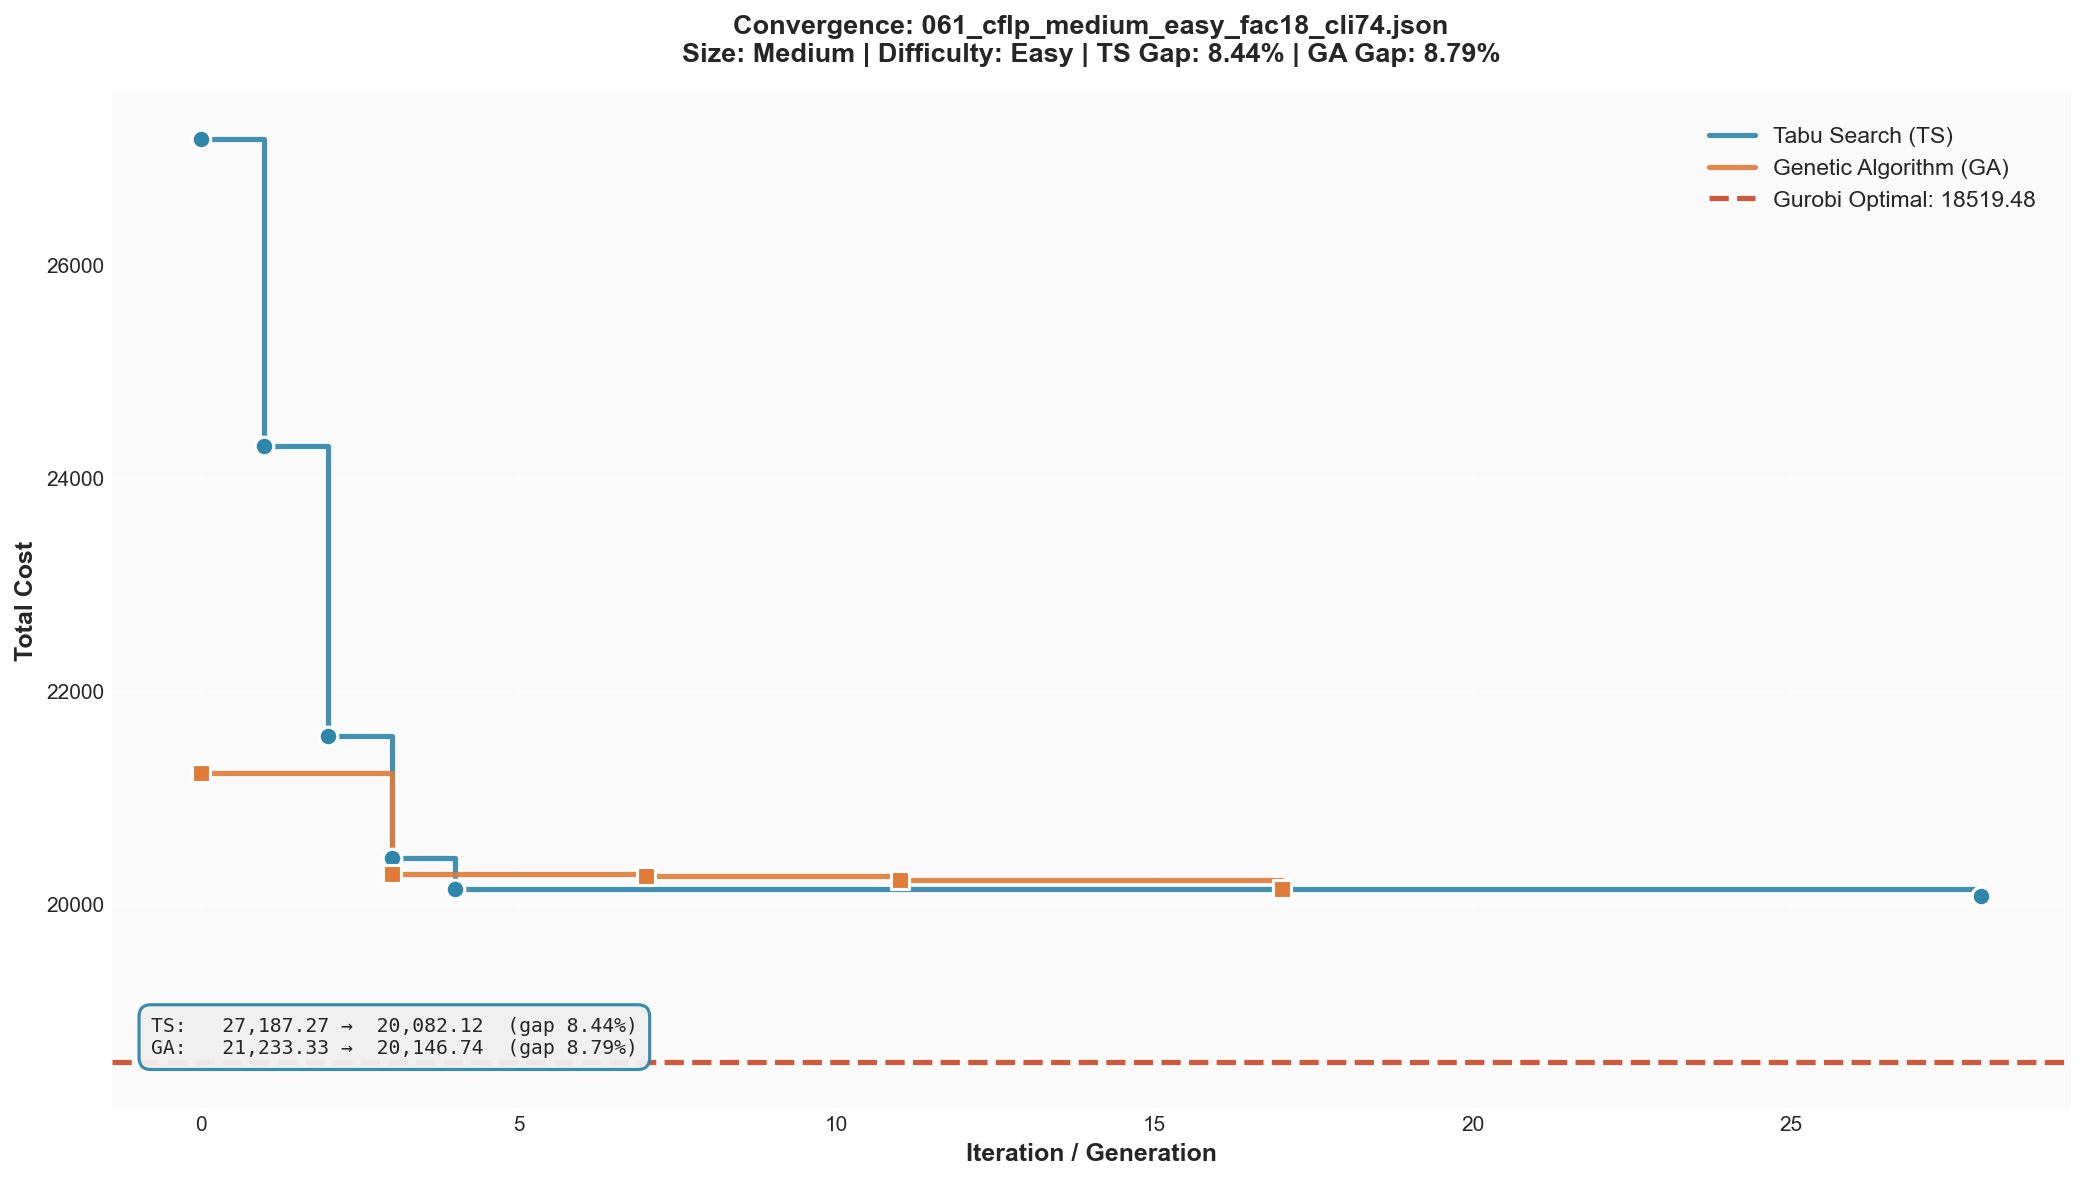 Convergence: 061_cflp_medium_easy_fac18_cli74.json
Size: Medium | Difficulty: Easy | TS Gap: 8.44% | GA Gap: 8.79%
Tabu Search (TS)
Genetic Algorithm (GA)
Gurobi Optimal: 18519.48
26000
24000
22000
20000
Total Cost
TS:   27,187.27 →  20,082.12  (gap 8.44%)
GA:   21,233.33 →  20,146.74  (gap 8.79%)
0
5
10
15
20
25
Iteration / Generation